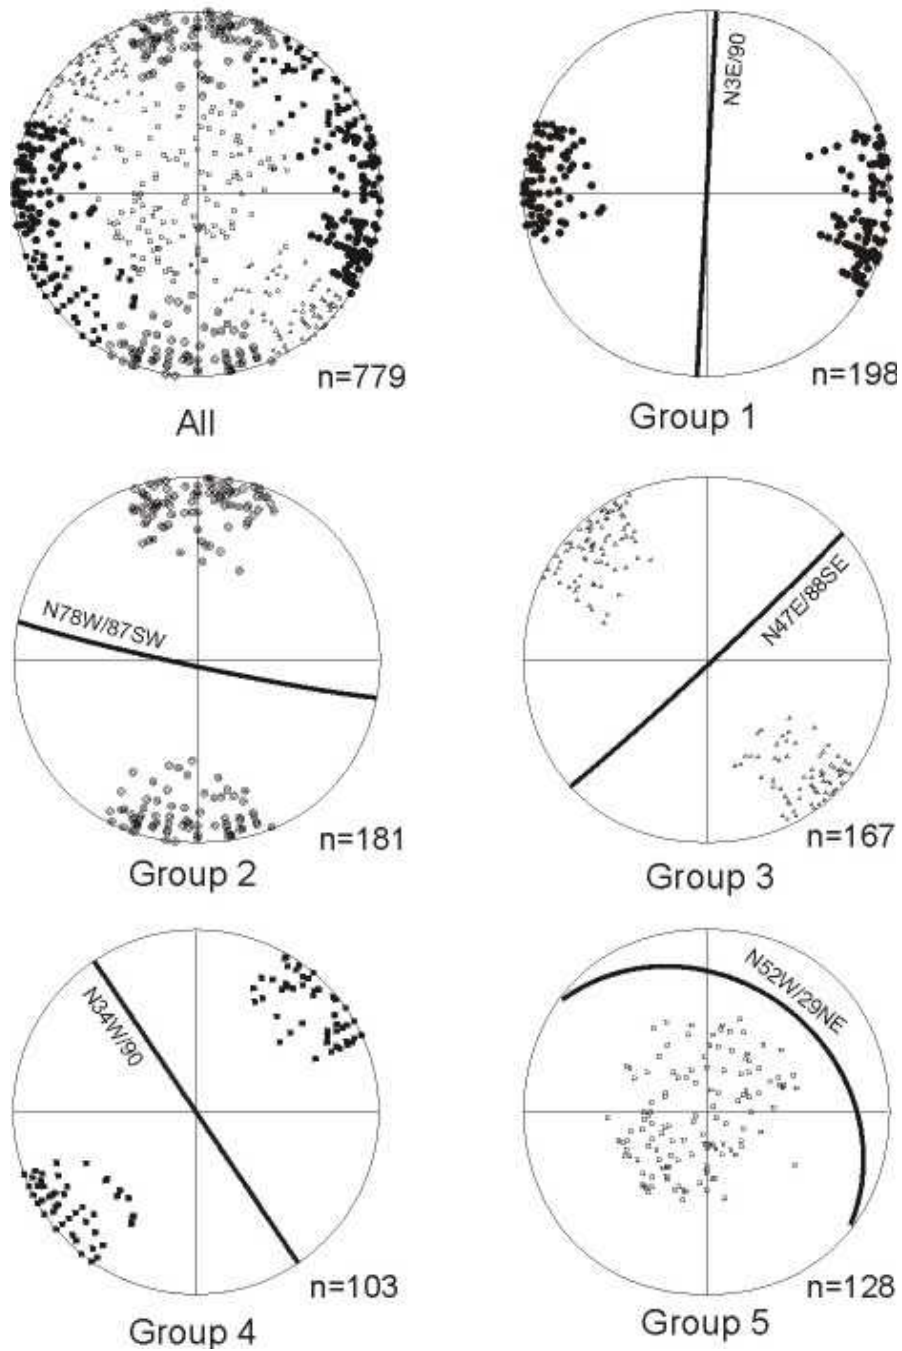 n=779
All
N3E/90
n=198
Group 1
N78W/87SW
n=181
Group 2
N47E/88SE
n=167
Group 3
N34W/90
n=103
Group 4
N52W/29NE
n=128
Group 5